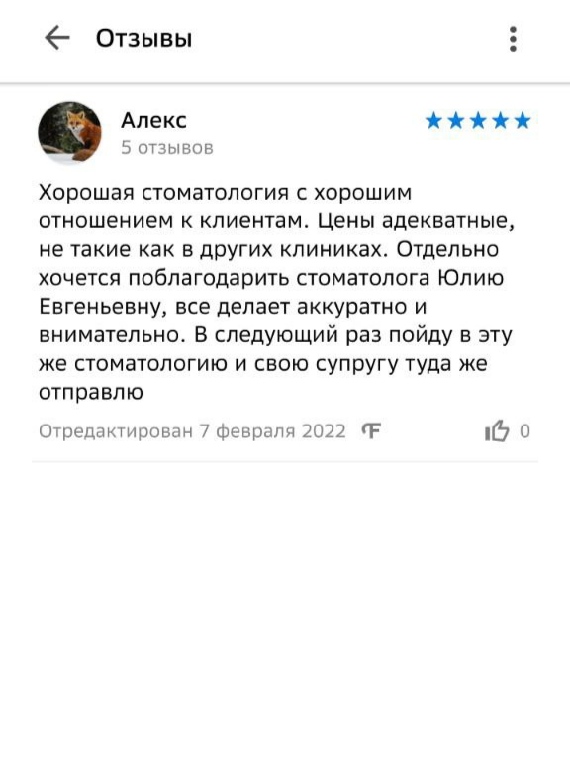 Отзывы
Алекс
5 отзывов
Хорошая стоматология с хорошим
отношением к клиентам. Цены адекватные,
не такие как в других клиниках. Отдельно
хочется поблагодарить стоматолога Юлию
Евгеньевну, все делает аккуратно и
внимательно. В следующий раз пойду в эту
же стоматологию и свою супругу туда же
отправлю
Отредактирован 7 февраля 2022
0